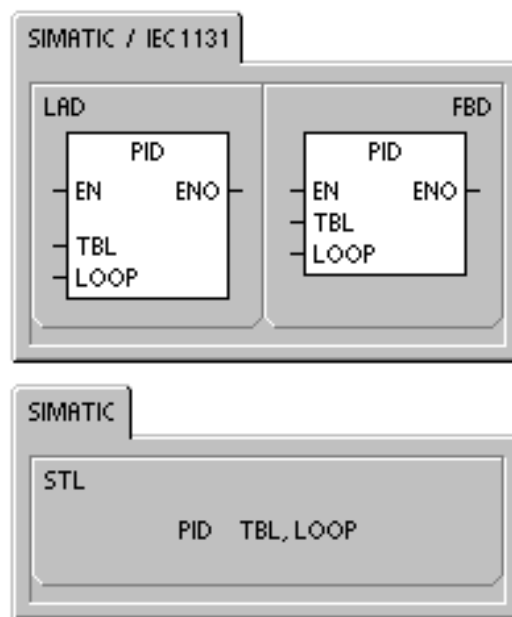 SIMATIC / IEC 1131
LAD
PID
EN ENO
TBL
LOOP
FBD
PID
EN ENO
TBL
LOOP
SIMATIC
STL
PID TBL, LOOP